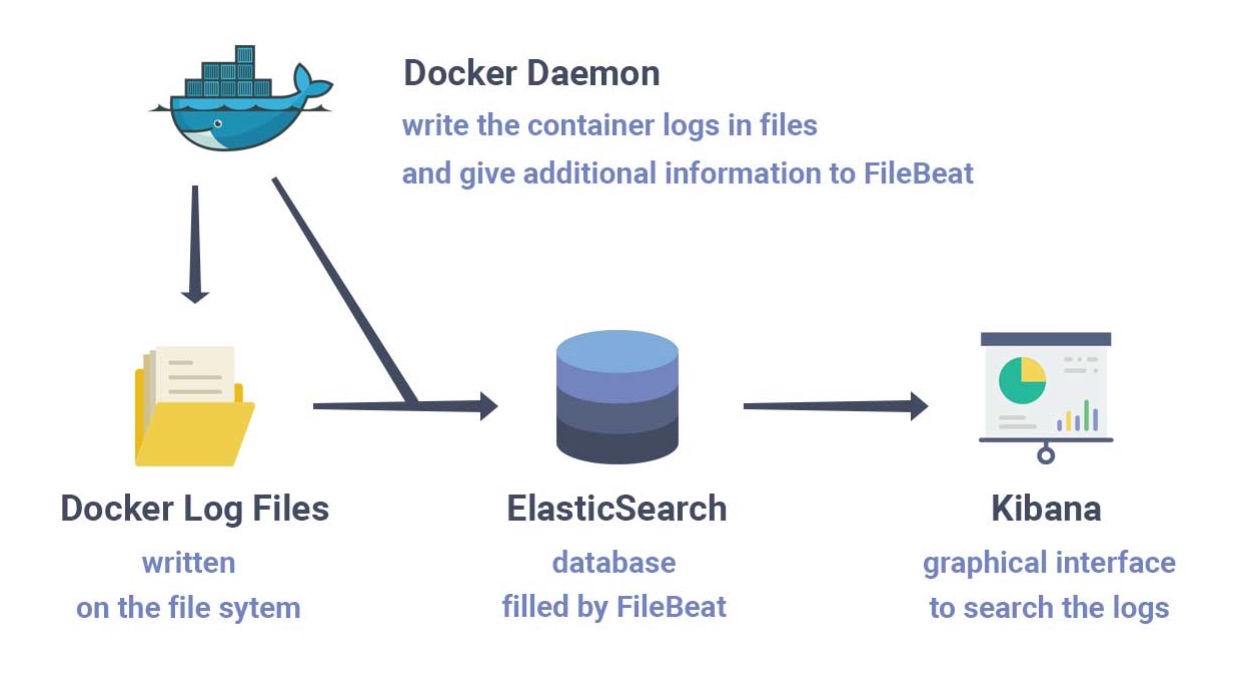 Docker Daemon
write the container logs in files
and give additional information to FileBeat
Docker Log Files
written
on the file sytem
ElasticSearch
database
filled by FileBeat
Kibana
graphical interface
to search the logs